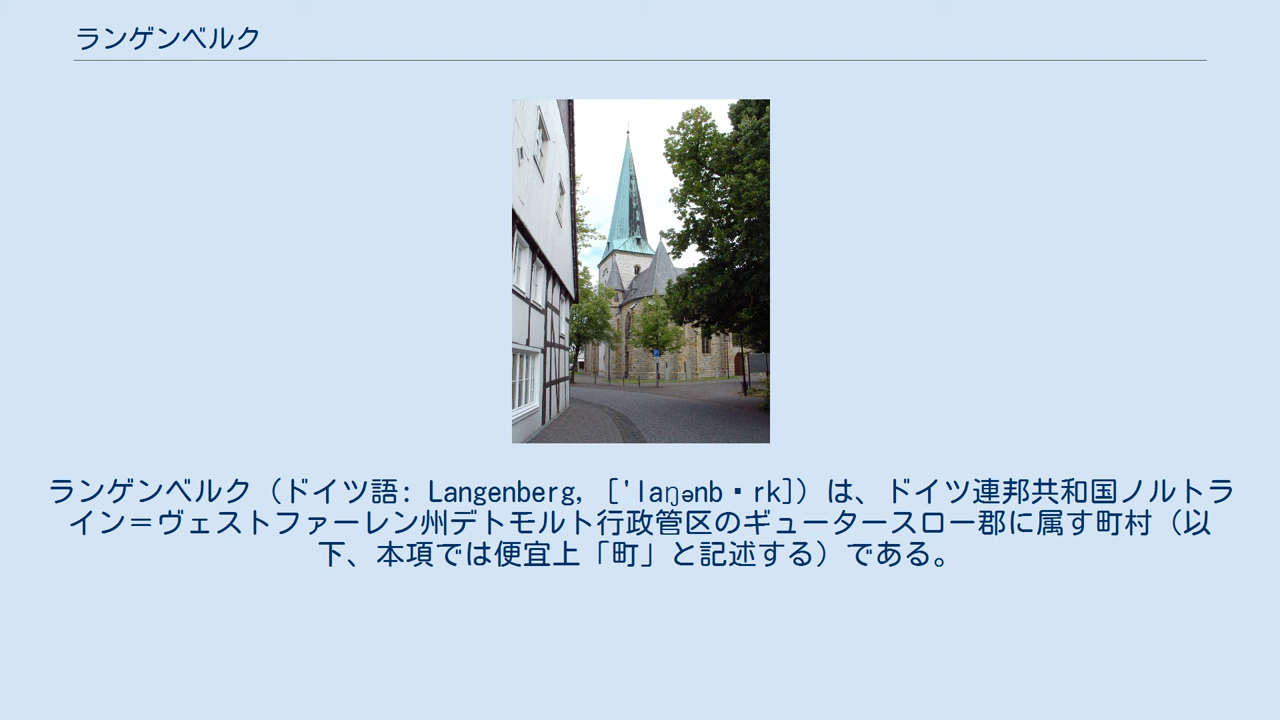 ランゲンベルク
ランゲンベルク（ドイツ語: Langenberg, ['laŋənb▪rk]）は、ドイツ連邦共和国ノルトラ
イン＝ヴェストファーレン州デトモルト行政管区のギュータースロー郡に属す町村（以
下、本項では便宜上「町」と記述する）である。